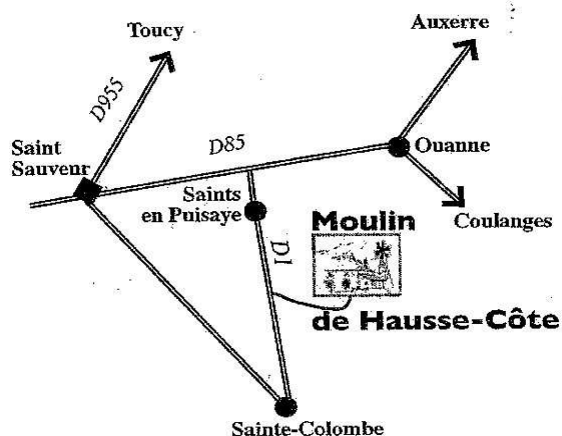 Toucy
Auxerre
D955
D85
Saint
Sauveur
Ouanne
Saints
en Puisaye
Coulanges
Moulin
D1
de Hausse-Côte
Sainte-Colombe